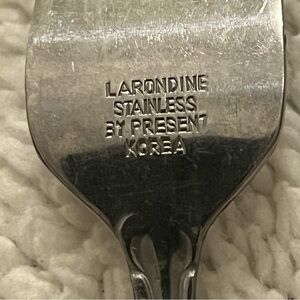 LARONDINE
STAINLESS
BY PRESENT
KOREA